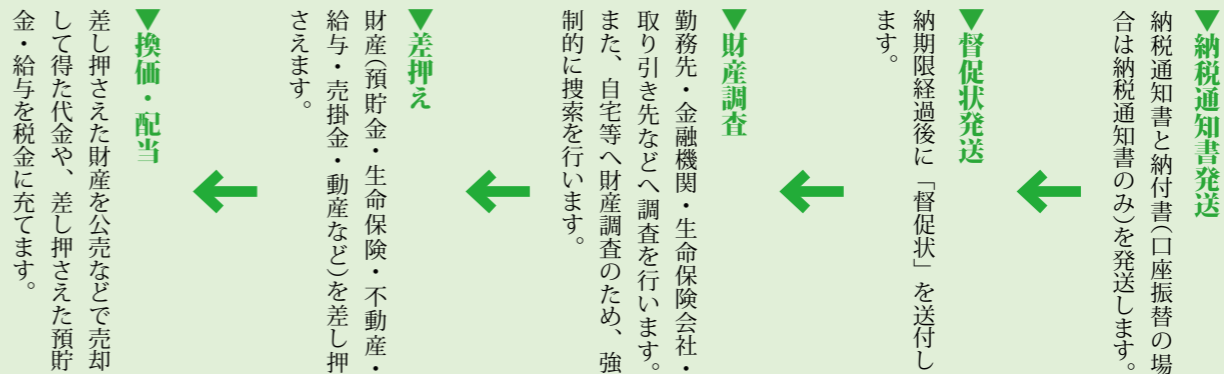 ▼納税通知書発送
納税通知書と納付書（口座振替の場
合は納税通知書のみ）を発送します。
▼督促状発送
納期限経過後に「督促状」を送付し
ます。
▼財産調査
勤務先・金融機関・生命保険会社・
取り引き先などへ調査を行います。
また、自宅等へ財産調査のため、強
制的に捜索を行います。
▼差押え
財産（預貯金・生命保険・不動産・
給与・売掛金・動産など）を差し押
さえます。
▼換価・配当
差し押さえた財産を公売などで売却
して得た代金や、差し押さえた預貯
金・給与を税金に充てます。